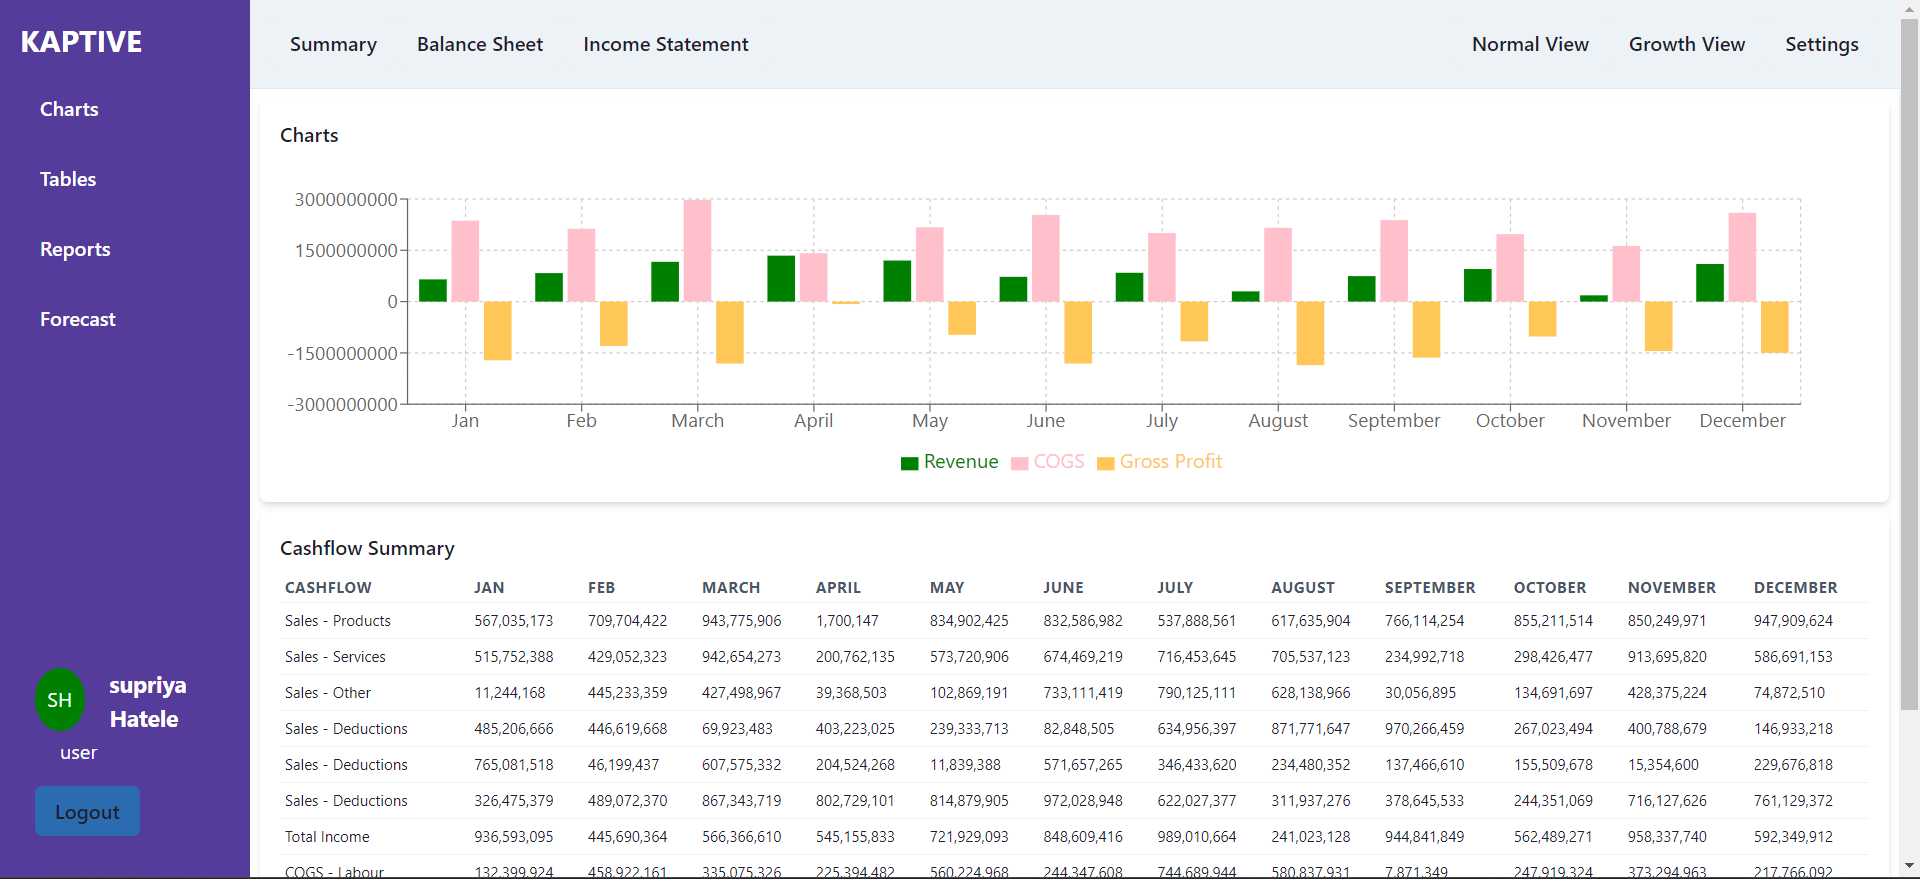 KAPTIVE
Charts
Tables
Reports
Forecast
SH
supriya
Hatele
user
Logout
Summary Balance Sheet Income Statement Normal View Growth View Settings
Charts
3000000000
1500000000
0
-1500000000
-3000000000
Jan Feb March April May June July August September October November December
Revenue COGS Gross Profit
Cashflow Summary
CASHFLOW JAN FEB MARCH APRIL MAY JUNE JULY AUGUST SEPTEMBER OCTOBER NOVEMBER DECEMBER
Sales - Products 567,035,173 709,704,422 943,775,906 1,700,147 834,902,425 832,586,982 537,888,561 617,635,904 766,114,254 855,211,514 850,249,971 947,909,624
Sales - Services 515,752,388 429,052,323 942,654,273 200,762,135 573,720,906 674,469,219 716,453,645 705,537,123 234,992,718 298,426,477 913,695,820 586,691,153
Sales - Other 11,244,168 445,233,359 427,498,967 39,368,503 102,869,191 733,111,419 790,125,111 628,138,966 30,056,895 134,691,697 428,375,224 74,872,510
Sales - Deductions 485,206,666 446,619,668 69,923,483 403,223,025 239,333,713 82,848,505 634,956,397 871,771,647 970,266,459 267,023,494 400,788,679 146,933,218
Sales - Deductions 765,081,518 46,199,437 607,575,332 204,524,268 11,839,388 571,657,265 346,433,620 234,480,352 137,466,610 155,509,678 15,354,600 229,676,818
Sales - Deductions 326,475,379 489,072,370 867,343,719 802,729,101 814,879,905 972,028,948 622,027,377 311,937,276 378,645,533 244,351,069 716,127,626 761,129,372
Total Income 936,593,095 445,690,364 566,366,610 545,155,833 721,929,093 848,609,416 989,010,664 241,023,128 944,841,849 562,489,271 958,337,740 592,349,912
COGS - Labour 132,399,924 458,922,161 335,075,326 225,394,482 560,224,968 244,347,608 744,689,944 580,837,931 7,871,349 247,919,324 373,294,963 217,766,092